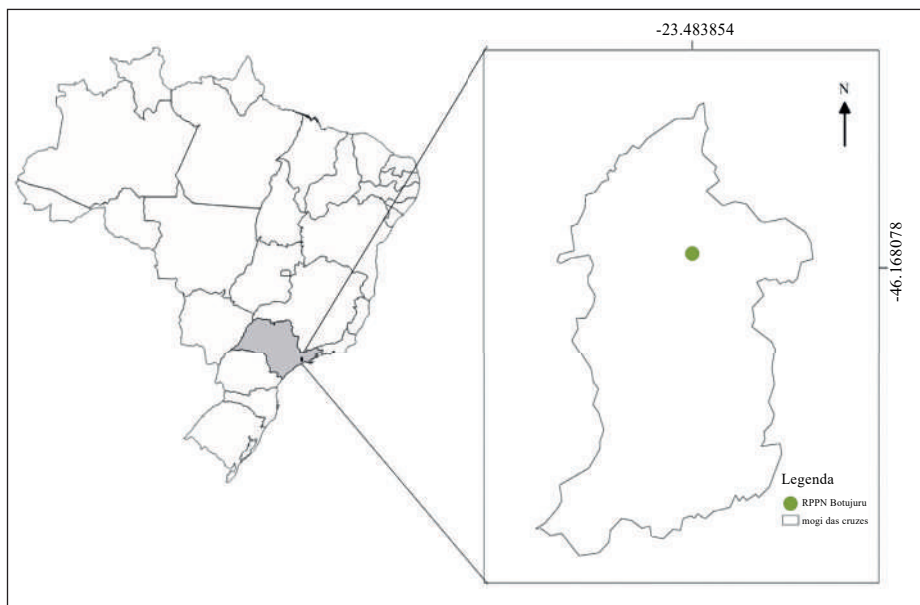 -23.483854
N
-46.168078
Legenda
RPPN Botujuru
mogi das cruzes